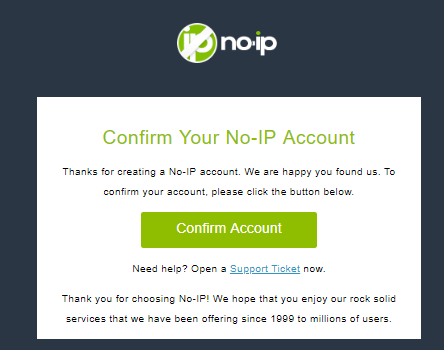 no-ip
Confirm Your No-IP Account
Thanks for creating a No-IP account. We are happy you found us. To
confirm your account, please click the button below.
Confirm Account
Need help? Open a Support Ticket now.
Thank you for choosing No-IP! We hope that you enjoy our rock solid
services that we have been offering since 1999 to millions of users.